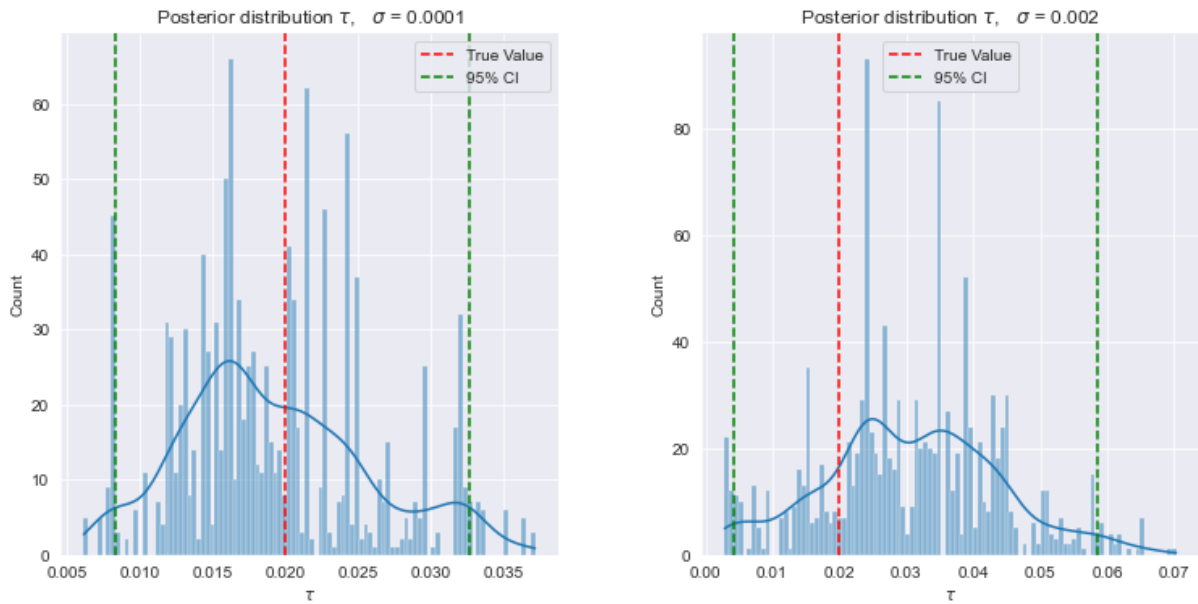 Posterior distribution τ,   σ = 0.0001
True Value
95% CI
60
50
40
30
20
10
0
Count
0.005 0.010 0.015 0.020 0.025 0.030 0.035
τ
Posterior distribution τ,   σ = 0.002
True Value
95% CI
80
60
40
20
0
Count
0.00 0.01 0.02 0.03 0.04 0.05 0.06 0.07
τ